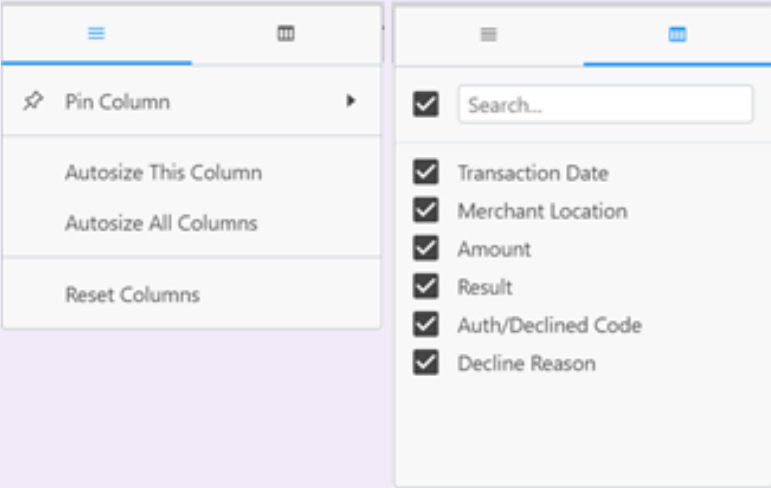 Pin Column
Autosize This Column
Autosize All Columns
Reset Columns
Search...
Transaction Date
Merchant Location
Amount
Result
Auth/Declined Code
Decline Reason